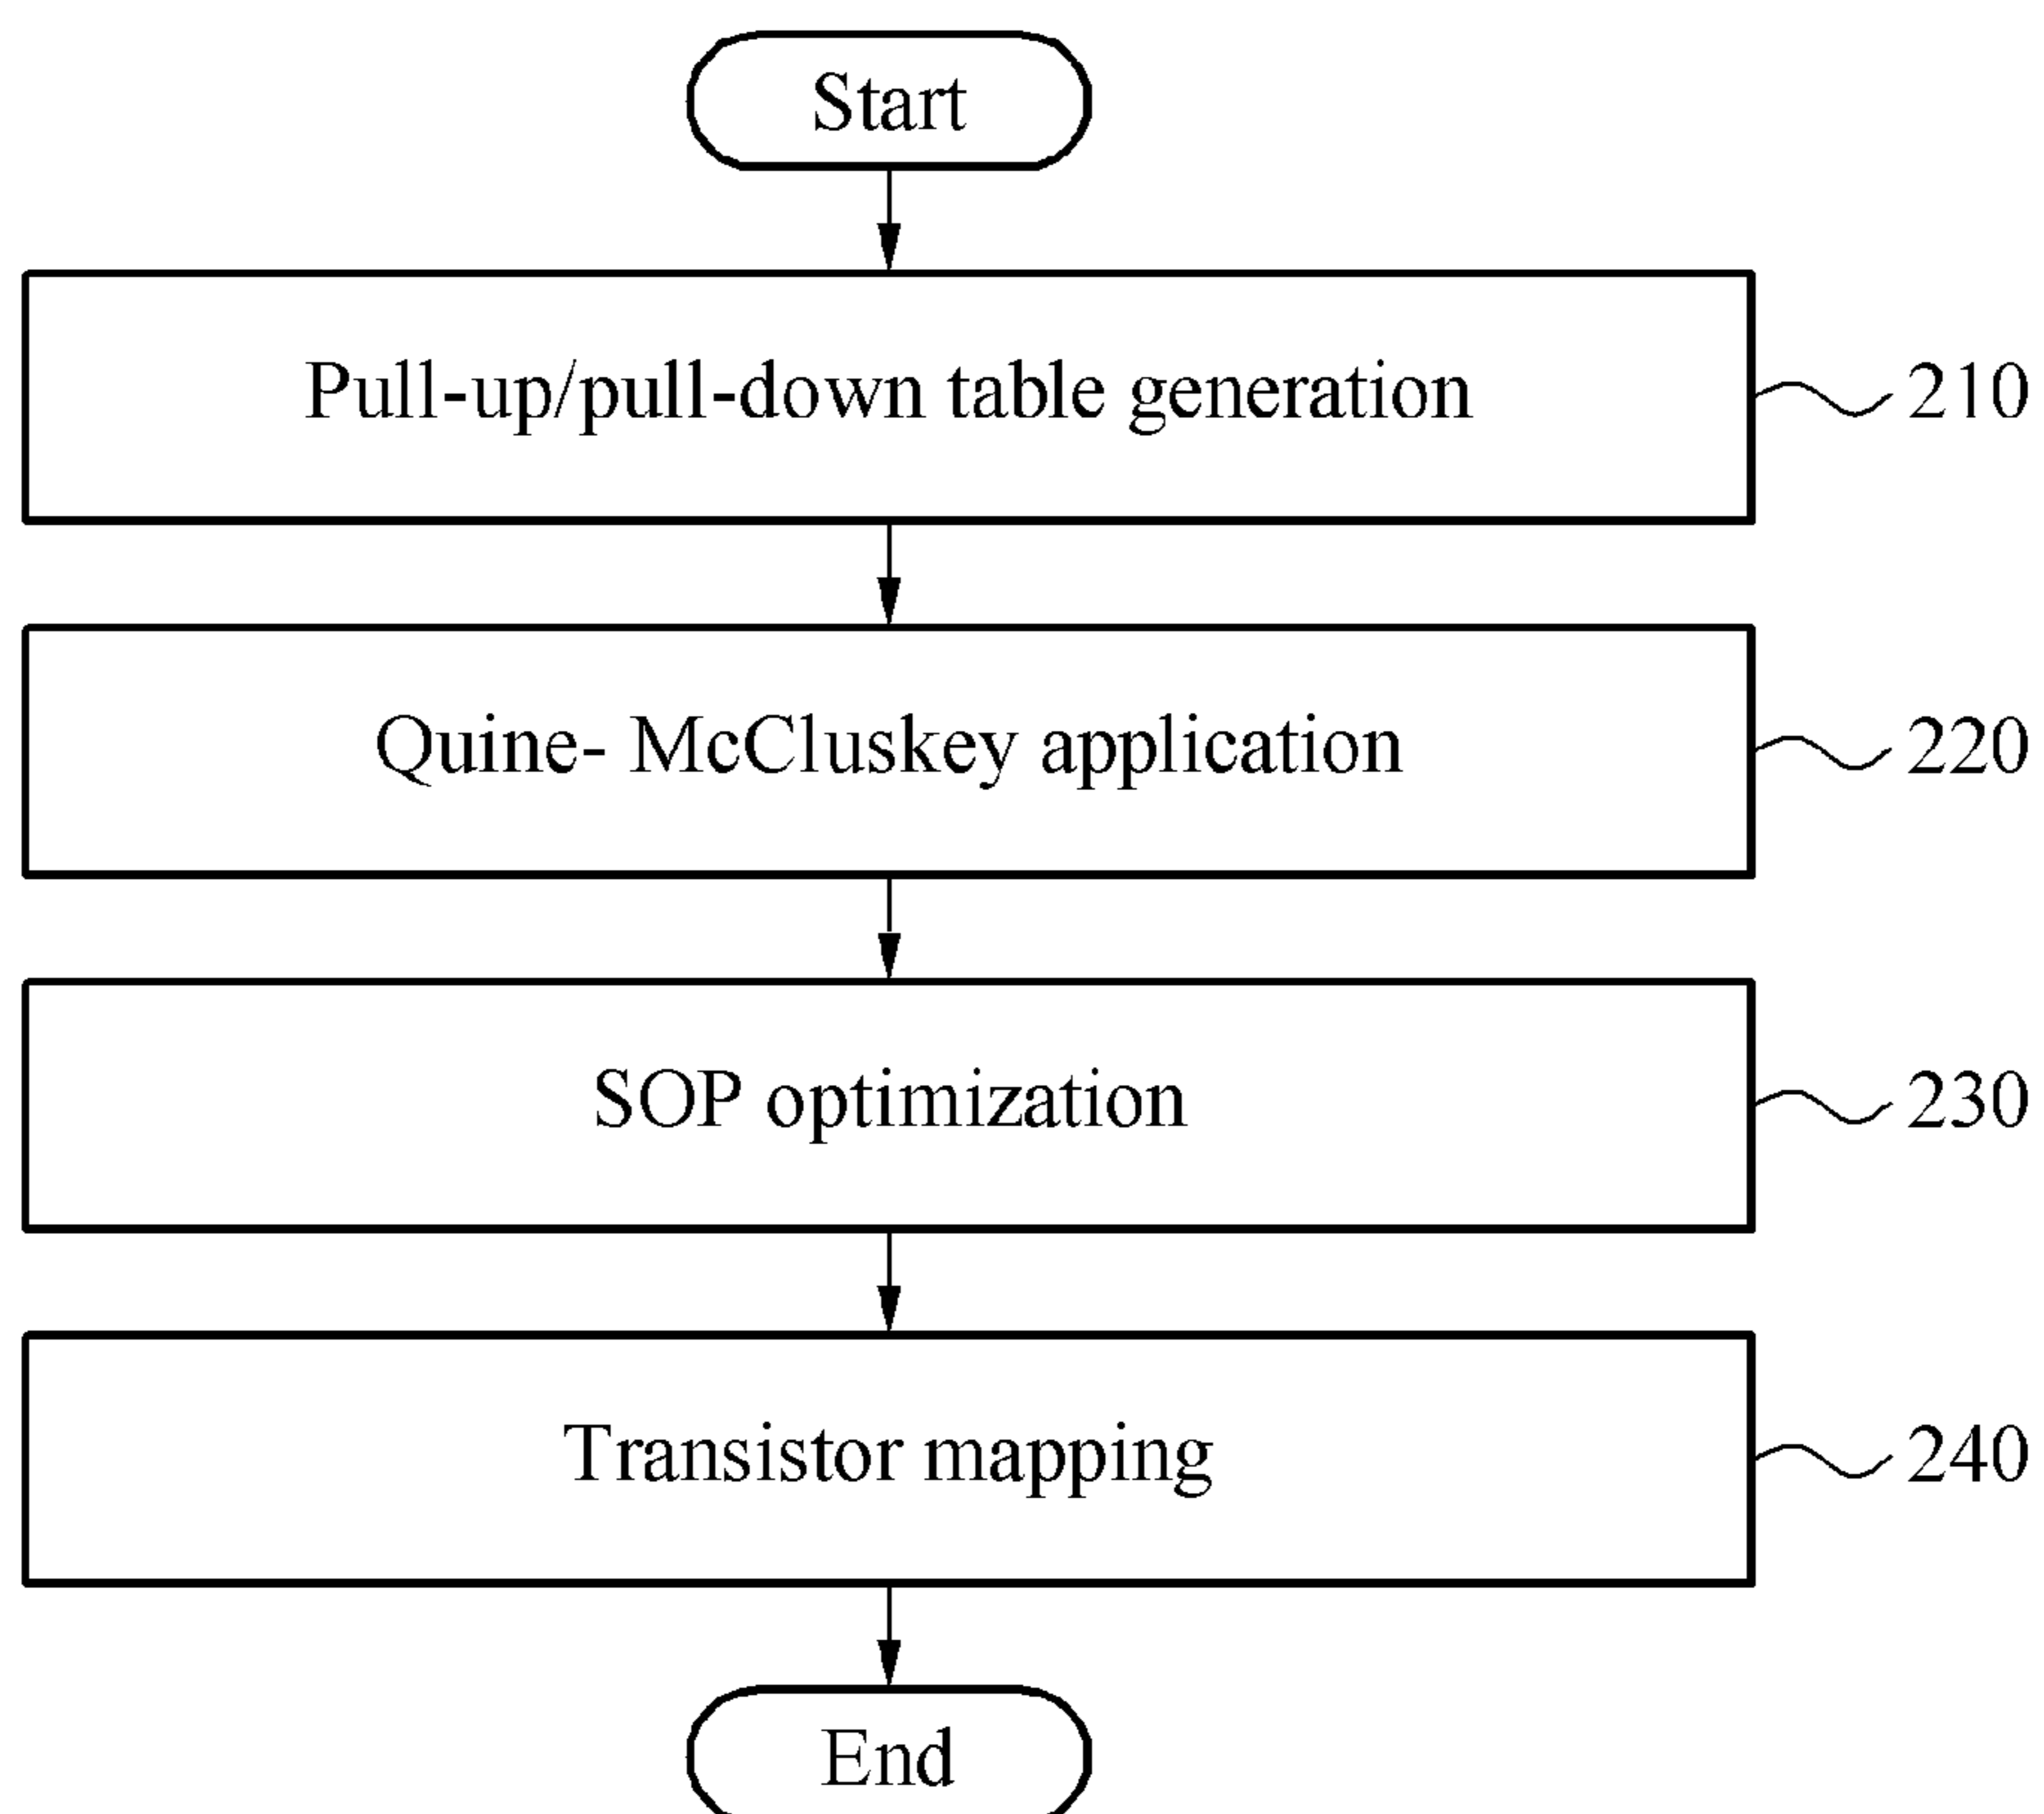 Start
Pull-up/pull-down table generation 210
Quine- McCluskey application 220
SOP optimization 230
Transistor mapping 240
End